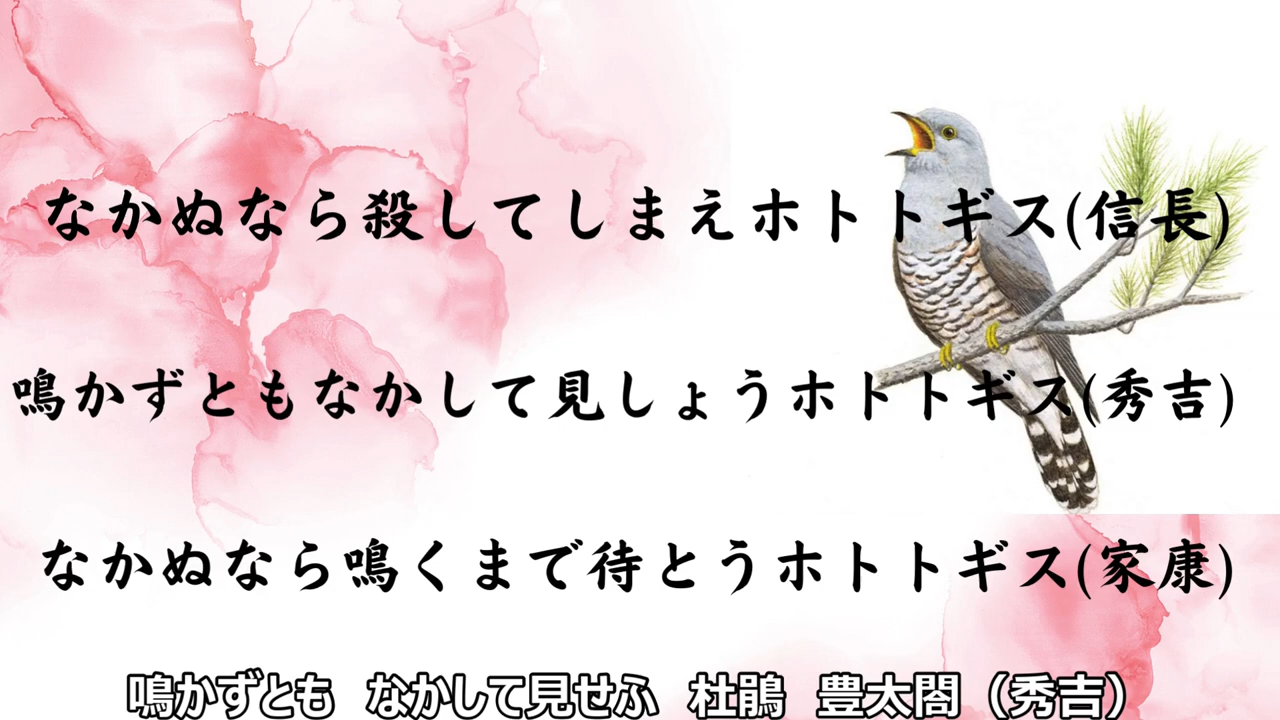 なかぬなら殺してしまえホトトギス(信長)
鳴かずともなかして見しょうホトトギス(秀吉)
なかぬなら鳴くまで待とうホトトギス(家康)
鳴かずとも　なかして見せふ　杜鵑　豊太閤（秀吉）